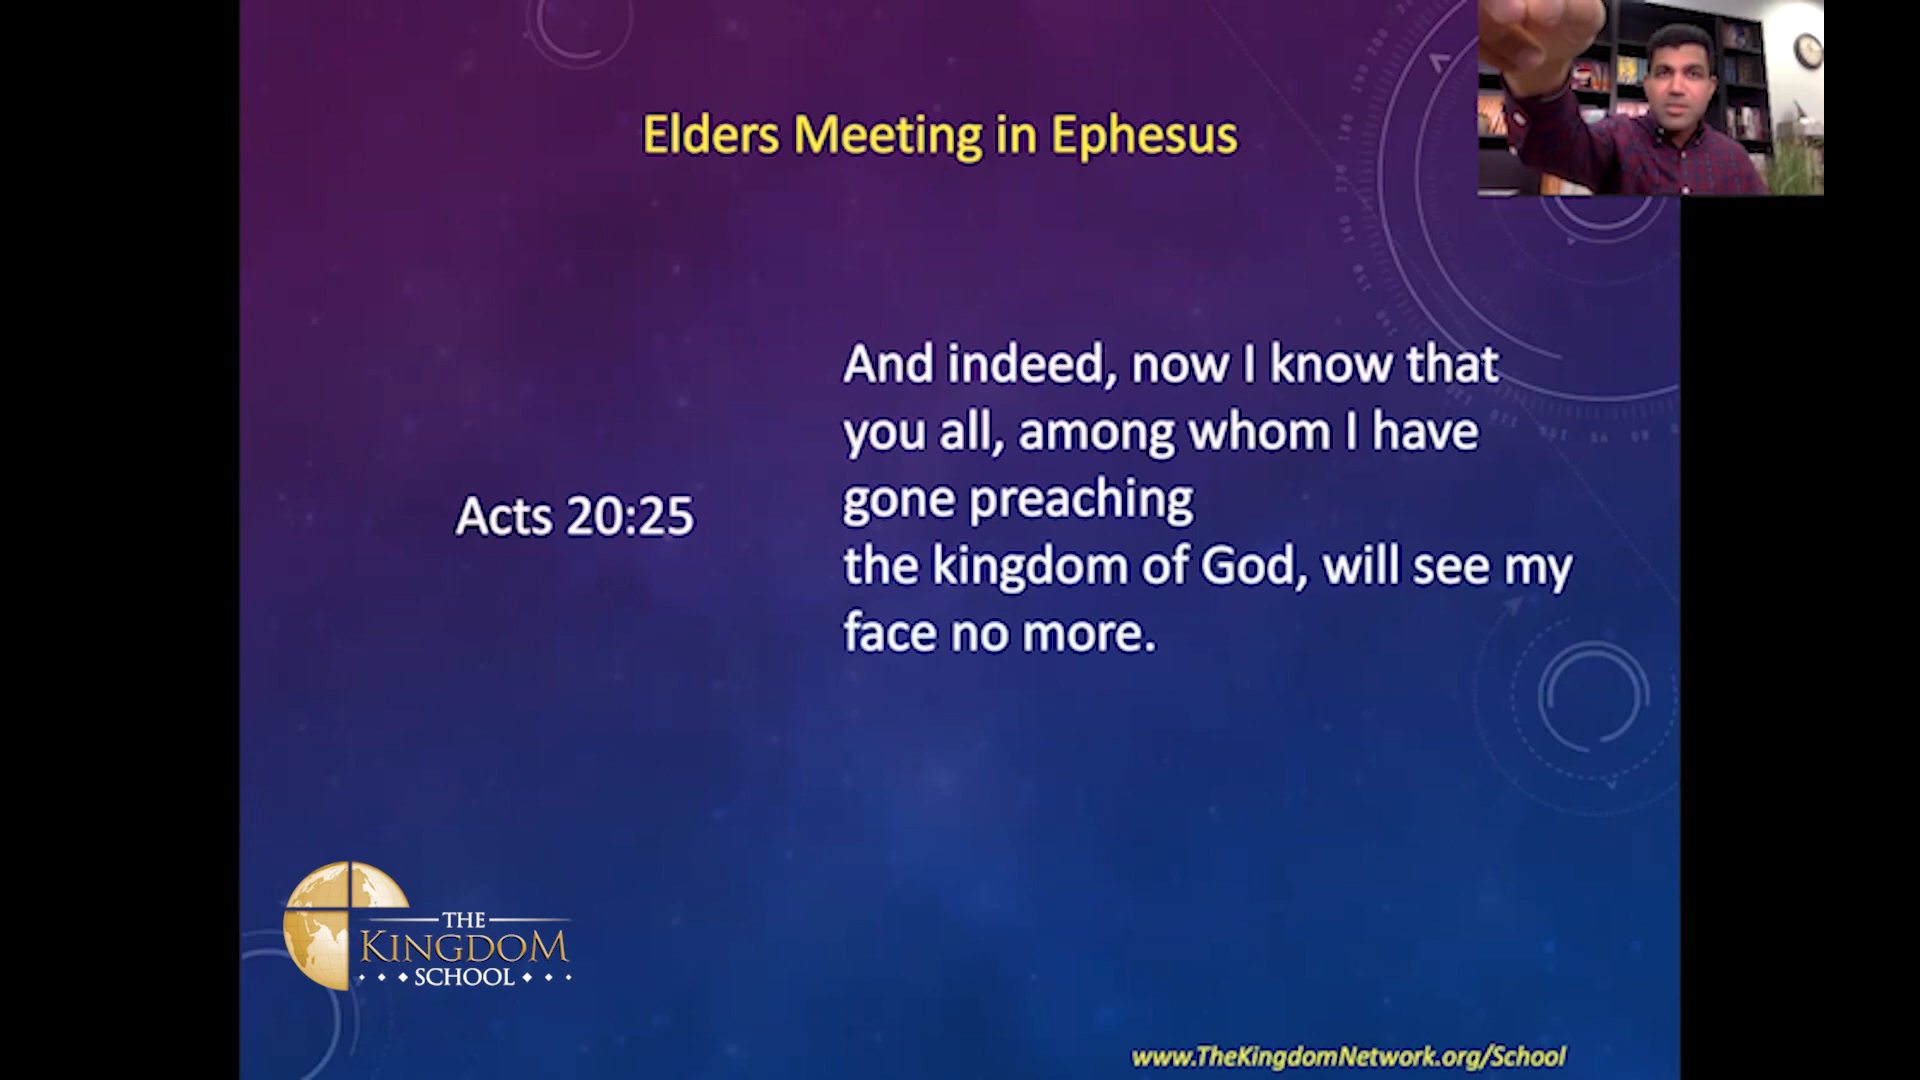 Elders Meeting in Ephesus
Acts 20:25
And indeed, now I know that
you all, among whom I have
gone preaching
the kingdom of God, will see my
face no more.
THE
KINGDOM
SCHOOL
www.TheKingdomNetwork.org/School